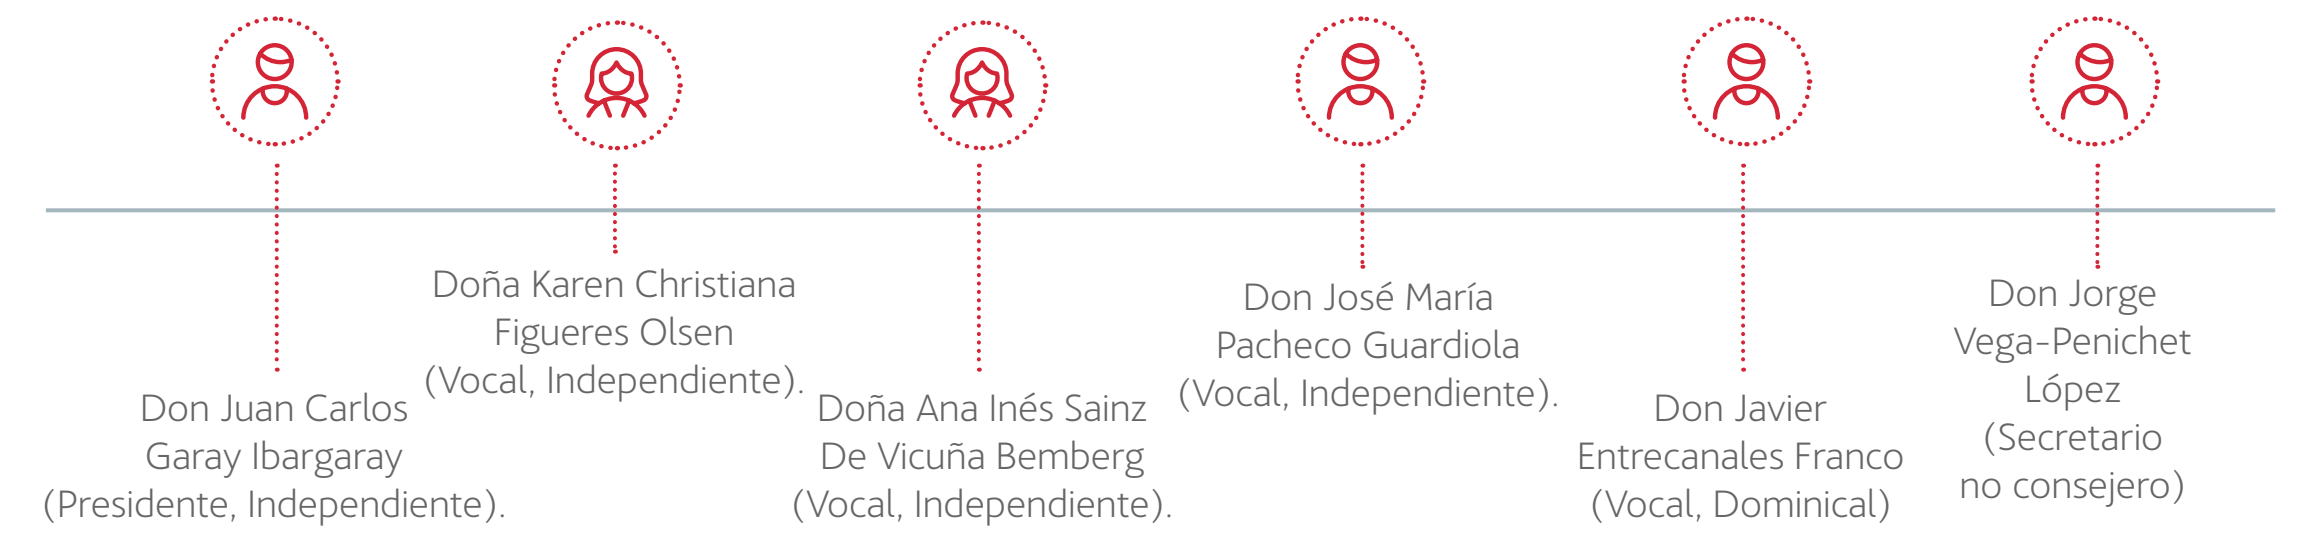 Don Juan Carlos
Garay Ibargaray
(Presidente, Independiente).
Doña Karen Christiana
Figueres Olsen
(Vocal, Independiente).
Doña Ana Inés Sainz
De Vicuña Bemberg
(Vocal, Independiente).
Don José María
Pacheco Guardiola
(Vocal, Independiente).
Don Javier
Entrecanales Franco
(Vocal, Dominical)
Don Jorge
Vega-Penichet
López
(Secretario
no consejero)